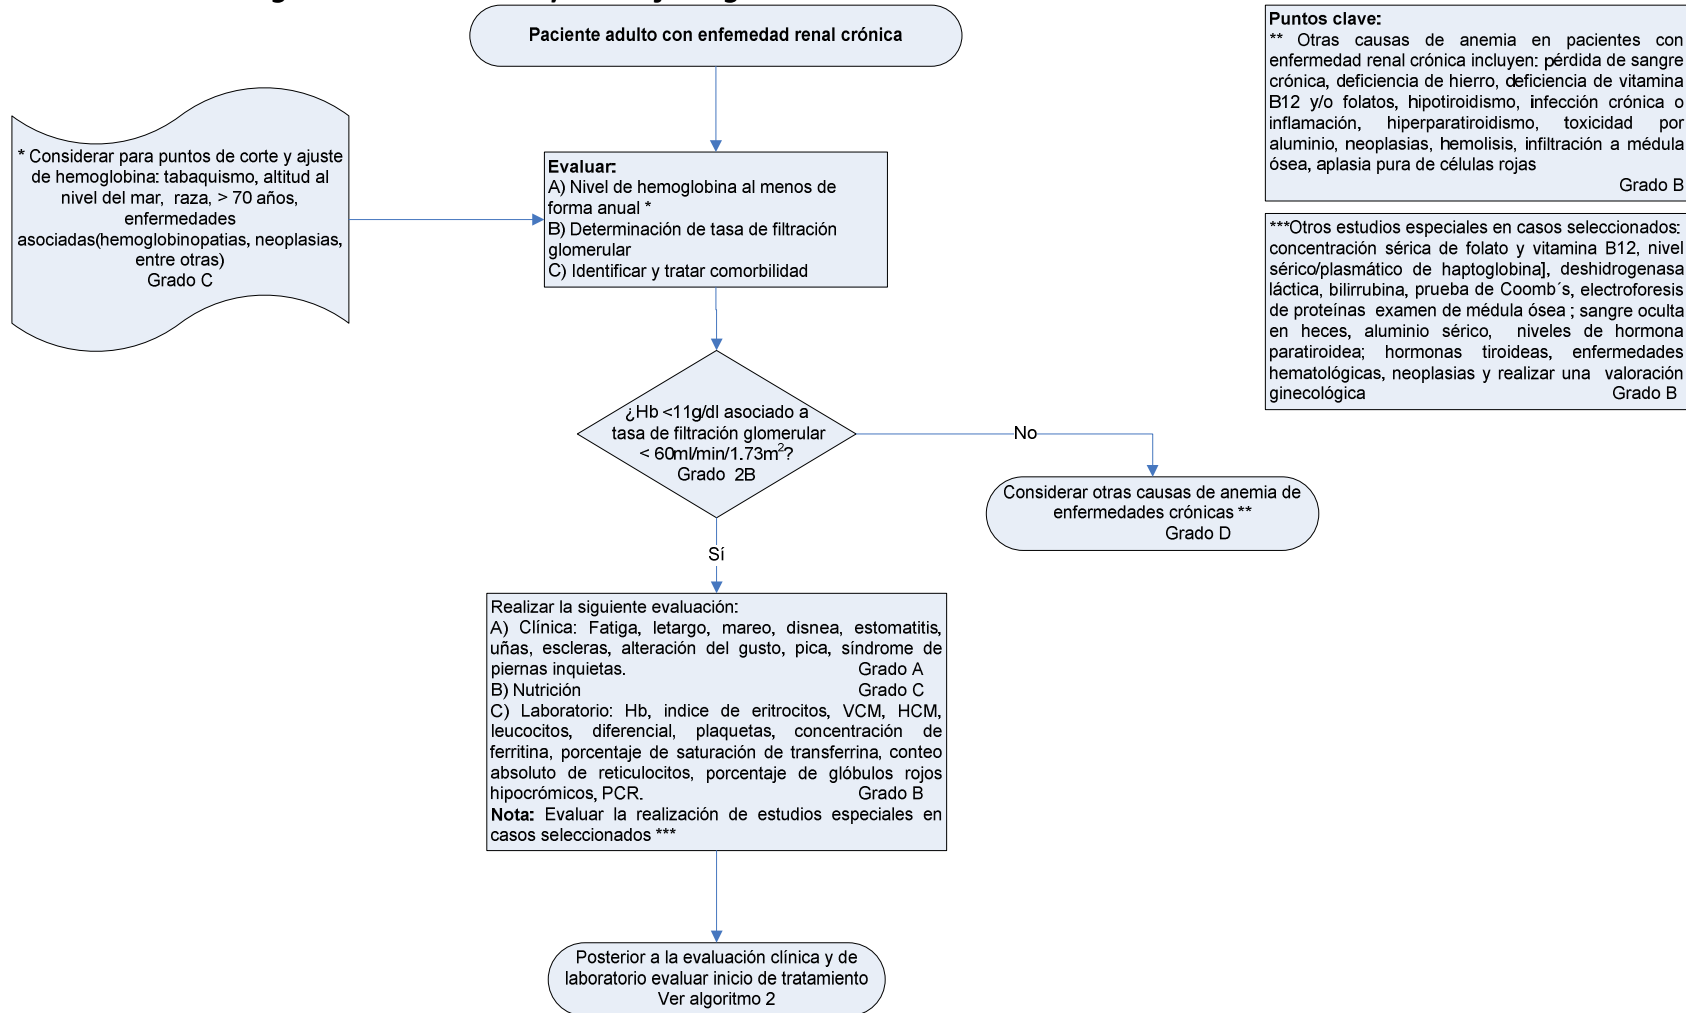 Paciente adulto con enfemedad renal crónica
* Considerar para puntos de corte y ajuste
de hemoglobina: tabaquismo, altitud al
nivel del mar, raza, > 70 años,
enfermedades
asociadas(hemoglobinopatias, neoplasias,
entre otras)
Grado C
Evaluar:
A) Nivel de hemoglobina al menos de
forma anual *
B) Determinación de tasa de filtración
glomerular
C) Identificar y tratar comorbilidad
¿Hb <11g/dl asociado a
tasa de filtración glomerular
< 60ml/min/1.73m²?
Grado 2B
No
Considerar otras causas de anemia de
enfermedades crónicas **
Grado D
Sí
Realizar la siguiente evaluación:
A) Clínica: Fatiga, letargo, mareo, disnea, estomatitis,
uñas, escleras, alteración del gusto, pica, síndrome de
piernas inquietas. Grado A
B) Nutrición Grado C
C) Laboratorio: Hb, indice de eritrocitos, VCM, HCM,
leucocitos, diferencial, plaquetas, concentración de
ferritina, porcentaje de saturación de transferrina, conteo
absoluto de reticulocitos, porcentaje de glóbulos rojos
hipocrómicos, PCR. Grado B
Nota: Evaluar la realización de estudios especiales en
casos seleccionados ***
Posterior a la evaluación clínica y de
laboratorio evaluar inicio de tratamiento
Ver algoritmo 2
Puntos clave:
** Otras causas de anemia en pacientes con
enfermedad renal crónica incluyen: pérdida de sangre
crónica, deficiencia de hierro, deficiencia de vitamina
B12 y/o folatos, hipotiroidismo, infección crónica o
inflamación, hiperparatiroidismo, toxicidad por
aluminio, neoplasias, hemolisis, infiltración a médula
ósea, aplasia pura de células rojas
Grado B
***Otros estudios especiales en casos seleccionados:
concentración sérica de folato y vitamina B12, nivel
sérico/plasmático de haptoglobina], deshidrogenasa
láctica, bilirrubina, prueba de Coomb´s, electroforesis
de proteínas examen de médula ósea ; sangre oculta
en heces, aluminio sérico, niveles de hormona
paratiroidea; hormonas tiroideas, enfermedades
hematológicas, neoplasias y realizar una valoración
ginecológica Grado B